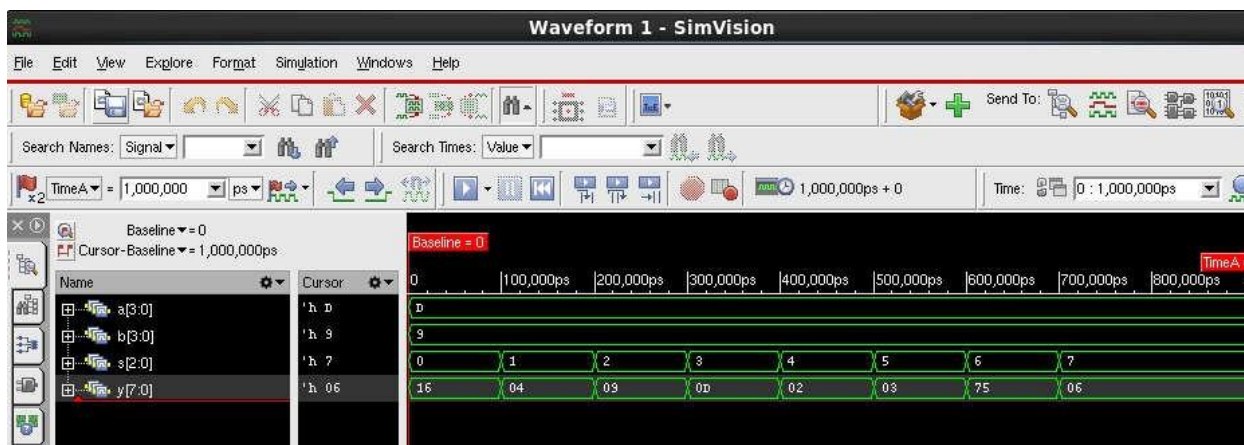 Waveform 1 - SimVision
File Edit View Explore Format Simulation Windows Help
Send To:
Search Names: Signal Search Times: Value
x2 TimeA = 1,000,000 ps 1,000,000ps + 0 Time: 0 : 1,000,000ps
Baseline = 0
Cursor-Baseline = 1,000,000ps
Baseline = 0
TimeA
Name Cursor 0 100,000ps 200,000ps 300,000ps 400,000ps 500,000ps 600,000ps 700,000ps 800,000ps
a[3:0] 'h D D
b[3:0] 'h 9 9
s[2:0] 'h 7 0 1 2 3 4 5 6 7
y[7:0] 'h 06 16 04 09 0D 02 03 75 06